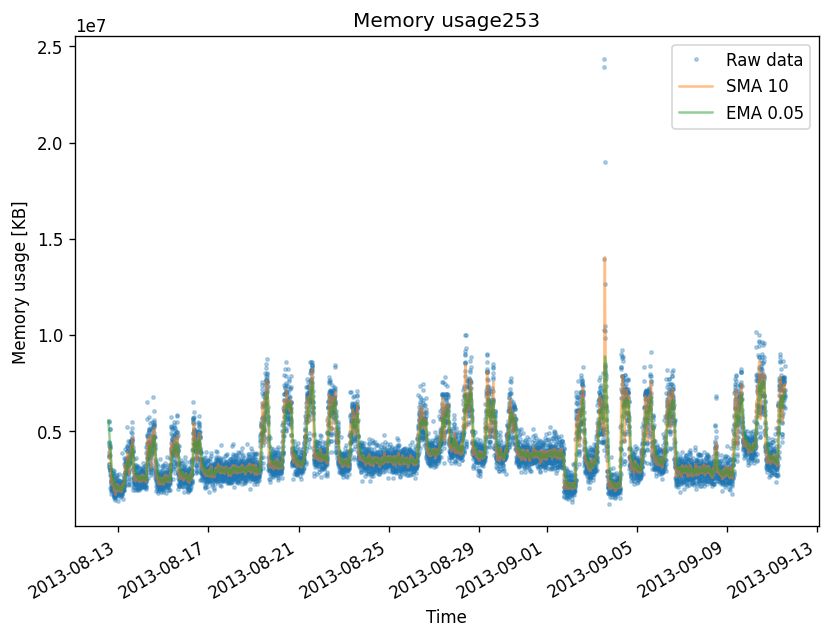 Memory usage253
1e7
Raw data
SMA 10
EMA 0.05
2.5
2.0
1.5
1.0
0.5
Memory usage [KB]
2013-08-13
2013-08-17
2013-08-21
2013-08-25
2013-08-29
2013-09-01
2013-09-05
2013-09-09
2013-09-13
Time